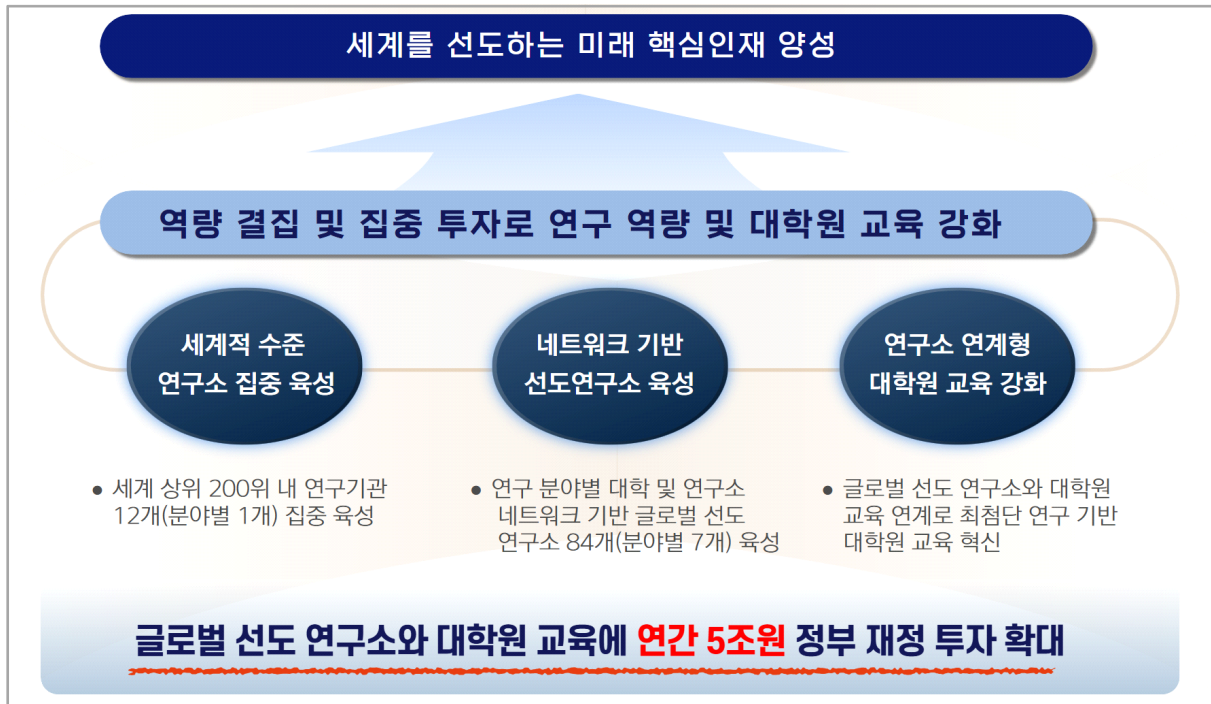 세계를 선도하는 미래 핵심인재 양성
역량 결집 및 집중 투자로 연구 역량 및 대학원 교육 강화
세계적 수준
연구소 집중 육성
네트워크 기반
선도연구소 육성
연구소 연계형
대학원 교육 강화
● 세계 상위 200위 내 연구기관
12개(분야별 1개) 집중 육성
● 연구 분야별 대학 및 연구소
네트워크 기반 글로벌 선도
연구소 84개(분야별 7개) 육성
● 글로벌 선도 연구소와 대학원
교육 연계로 최첨단 연구 기반
대학원 교육 혁신
글로벌 선도 연구소와 대학원 교육에 연간 5조원 정부 재정 투자 확대